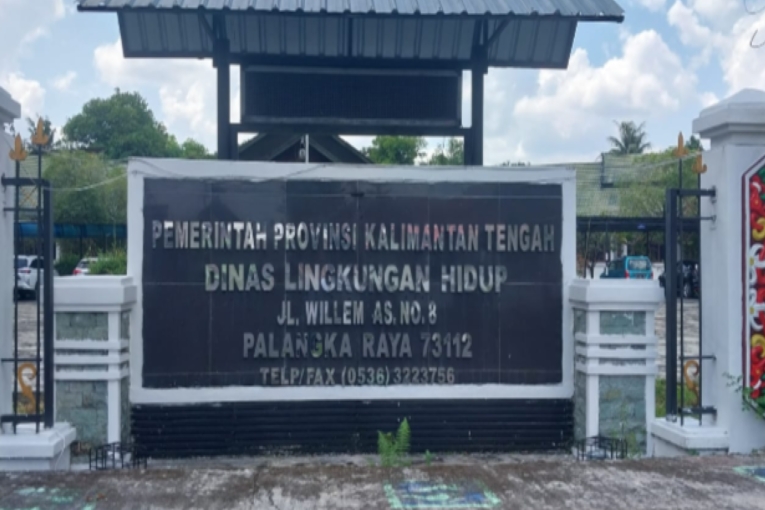 PEMERINTAH PROVINSI KALIMANTAN TENGAH
DINAS LINGKUNGAN HIDUP
JL. WILLEM AS. NO. 8
PALANGKA RAYA 73112
TELP/FAX (0536) 3223756